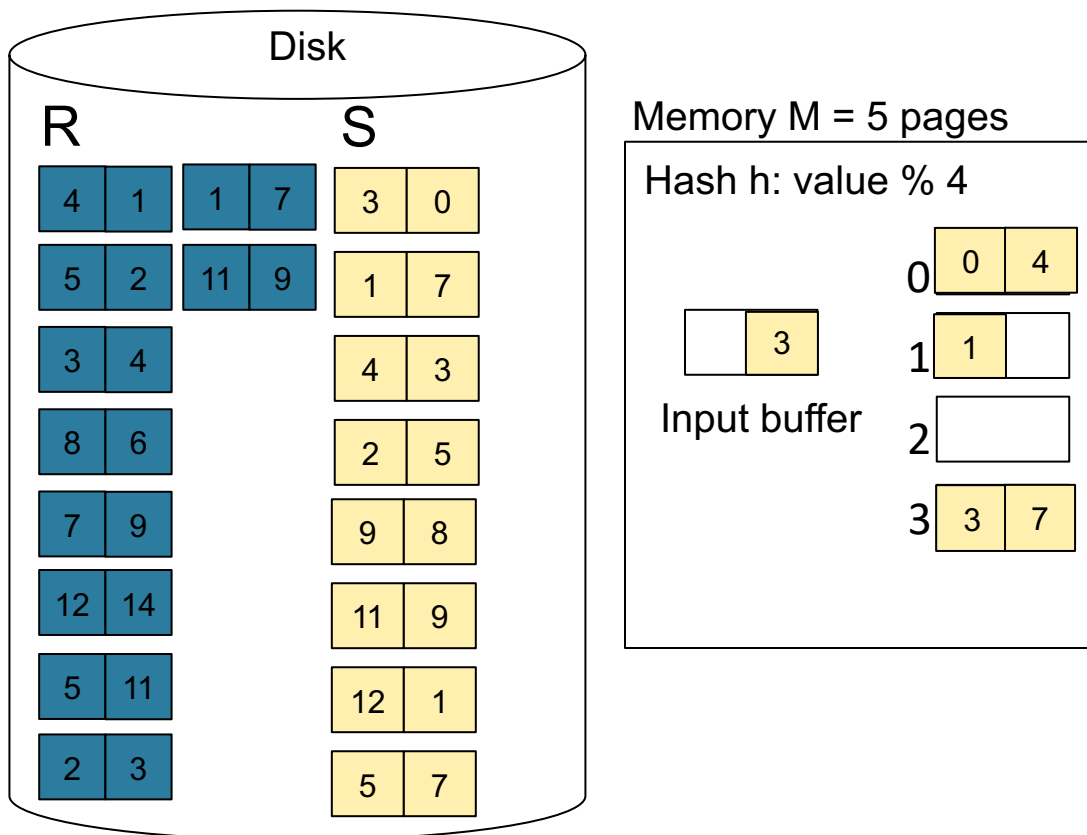 Disk
R S
4 1 1 7 3 0
5 2 11 9 1 7
3 4 4 3
8 6 2 5
7 9 9 8
12 14 11 9
5 11 12 1
2 3 5 7
Memory M = 5 pages
Hash h: value % 4
0 0 4
3
1 1
Input buffer
2
3 3 7